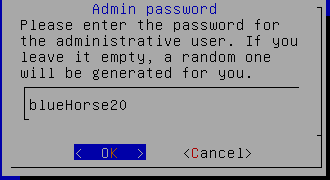 Admin password
Please enter the password for
the administrative user. If you
leave it empty, a random one
will be generated for you.
blueHorse20
< OK > <Cancel>